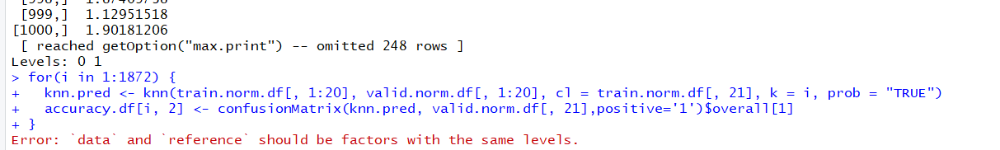 [999,]  1.12951518
[1000,]  1.90181206
[ reached getOption("max.print") -- omitted 248 rows ]
Levels: 0 1
> for(i in 1:1872) {
+   knn.pred <- knn(train.norm.df[, 1:20], valid.norm.df[, 1:20], cl = train.norm.df[, 21], k = i, prob = "TRUE")
+   accuracy.df[i, 2] <- confusionMatrix(knn.pred, valid.norm.df[, 21],positive='1')$overall[1]
+ }
Error: `data` and `reference` should be factors with the same levels.